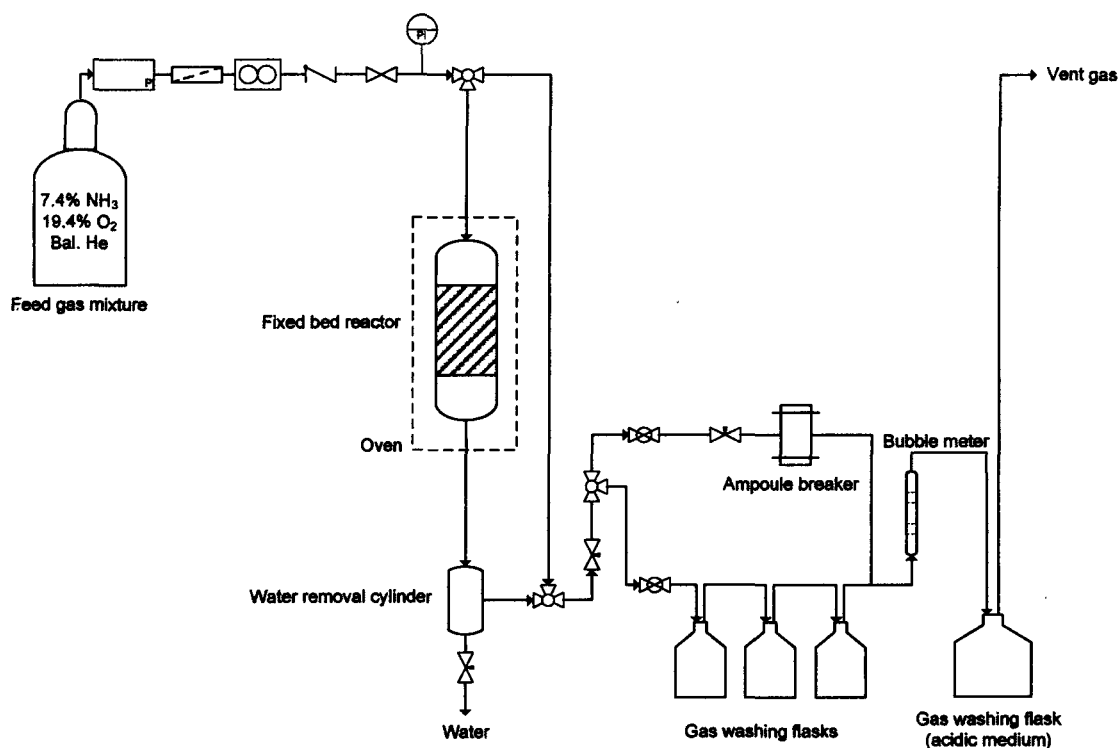 PI
Vent gas
PI
7.4% NH₃
19.4% O₂
Bal. He
Feed gas mixture
Fixed bed reactor
Oven
Bubble meter
Ampoule breaker
Water removal cylinder
Water
Gas washing flasks
Gas washing flask
(acidic medium)